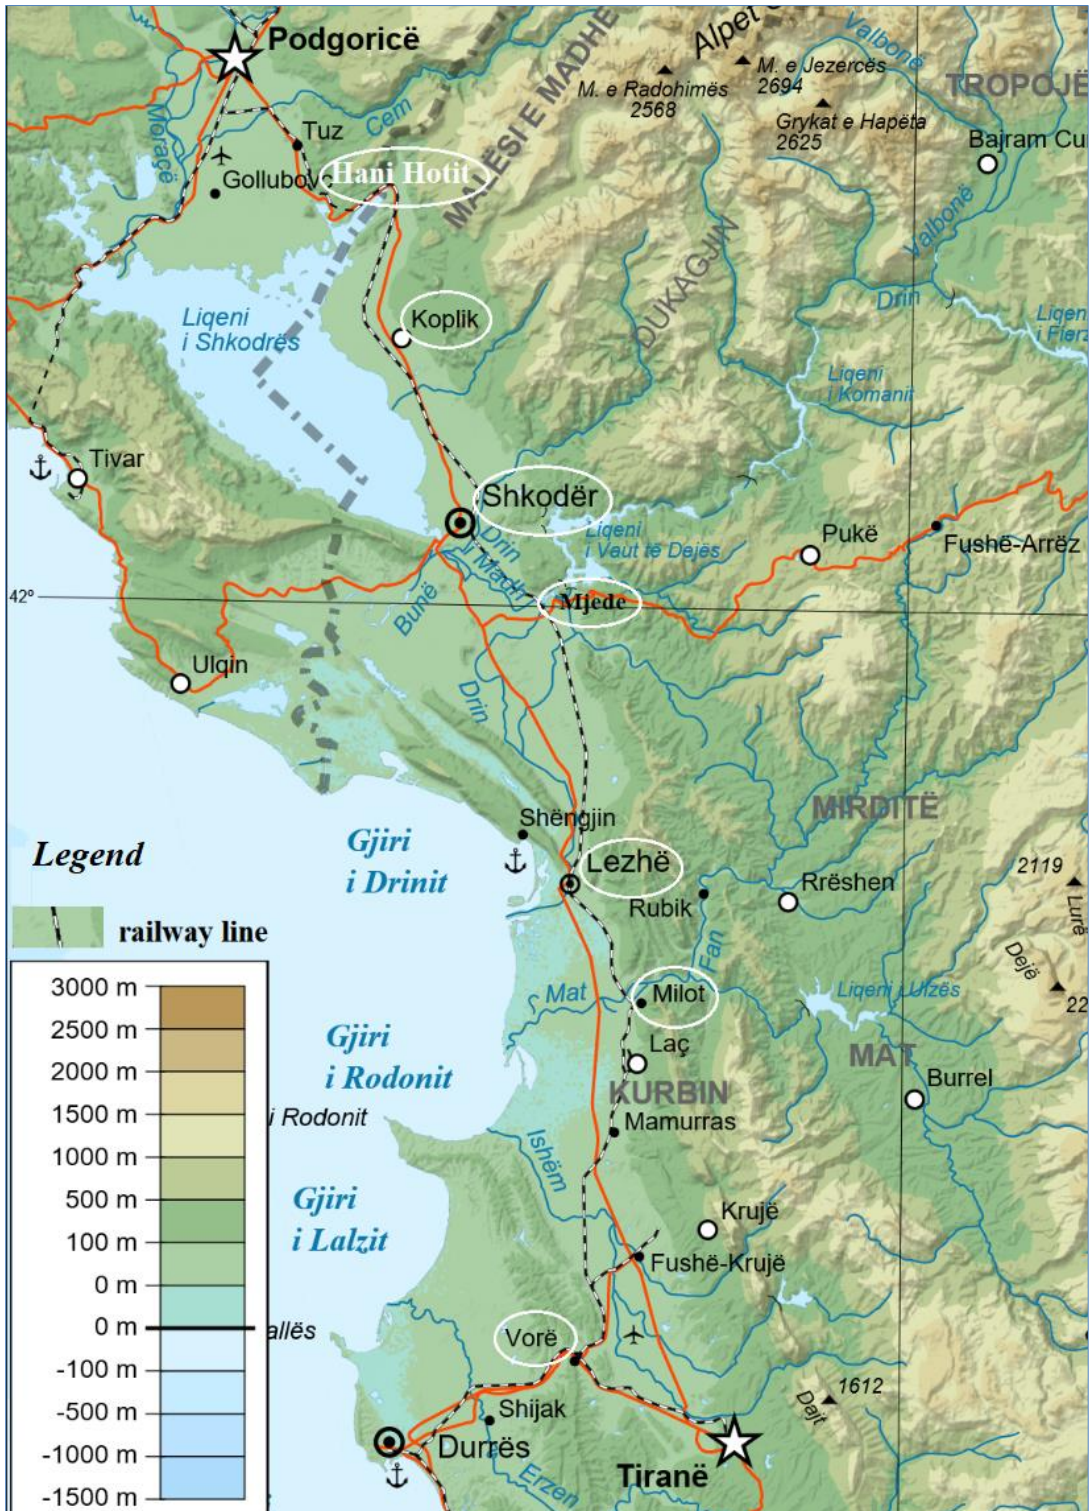 Podgoricë
Alpet
M. e Radohimës
2568
M. e Jezercës
2694
Grykat e Hapëta
2625
Valbonë
TROPOJË
Bajram Cu
MALËSI E MADHE
Cem
Moraçë
Tuz
Gollubov
Hani Hotit
Valbonë
DUKAGJIN
Drin
Liqen
i Fierz
Liqeni
i Shkodrës
Koplik
Liqeni
i Komanit
Tivar
Shkodër
Drin
i Madh
Liqeni
i Vaut të Dejës
Pukë
Fushë-Arrëz
42°
Bunë
Mjede
Ulqin
Drin
MIRDITË
Shëngjin
Gjiri
i Drinit
Lezhë
Rubik
Rrëshen
2119
Lurë
Legend
railway line
Fan
Dejë
22
3000 m
2500 m
2000 m
1500 m
1000 m
500 m
100 m
0 m
0 m
-100 m
-500 m
-1000 m
-1500 m
Mat
Milot
Liqeni i Ulzës
Gjiri
i Rodonit
Laç
MAT
Burrel
KURBIN
i Rodonit
Mamurras
Ishëm
Gjiri
i Lalzit
Krujë
Fushë-Krujë
allës
Vorë
1612
Dajt
Shijak
Durrës
Tiranë
Erzen